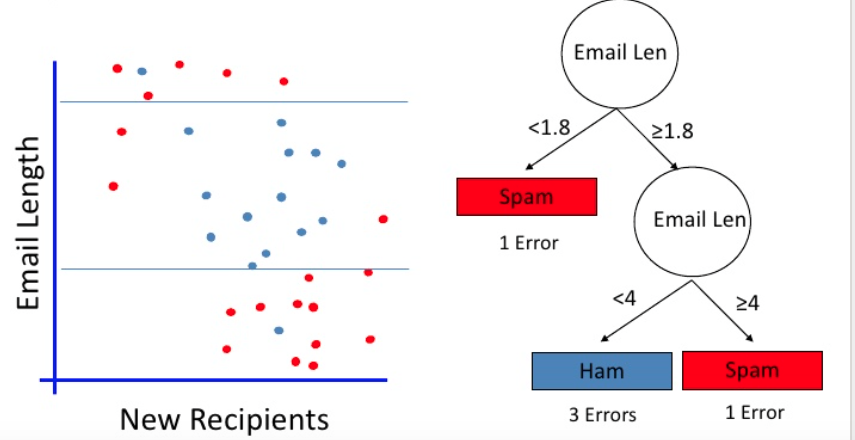 Email Length
New Recipients
Email Len
<1.8
≥1.8
Spam
1 Error
Email Len
<4
≥4
Ham
Spam
3 Errors
1 Error